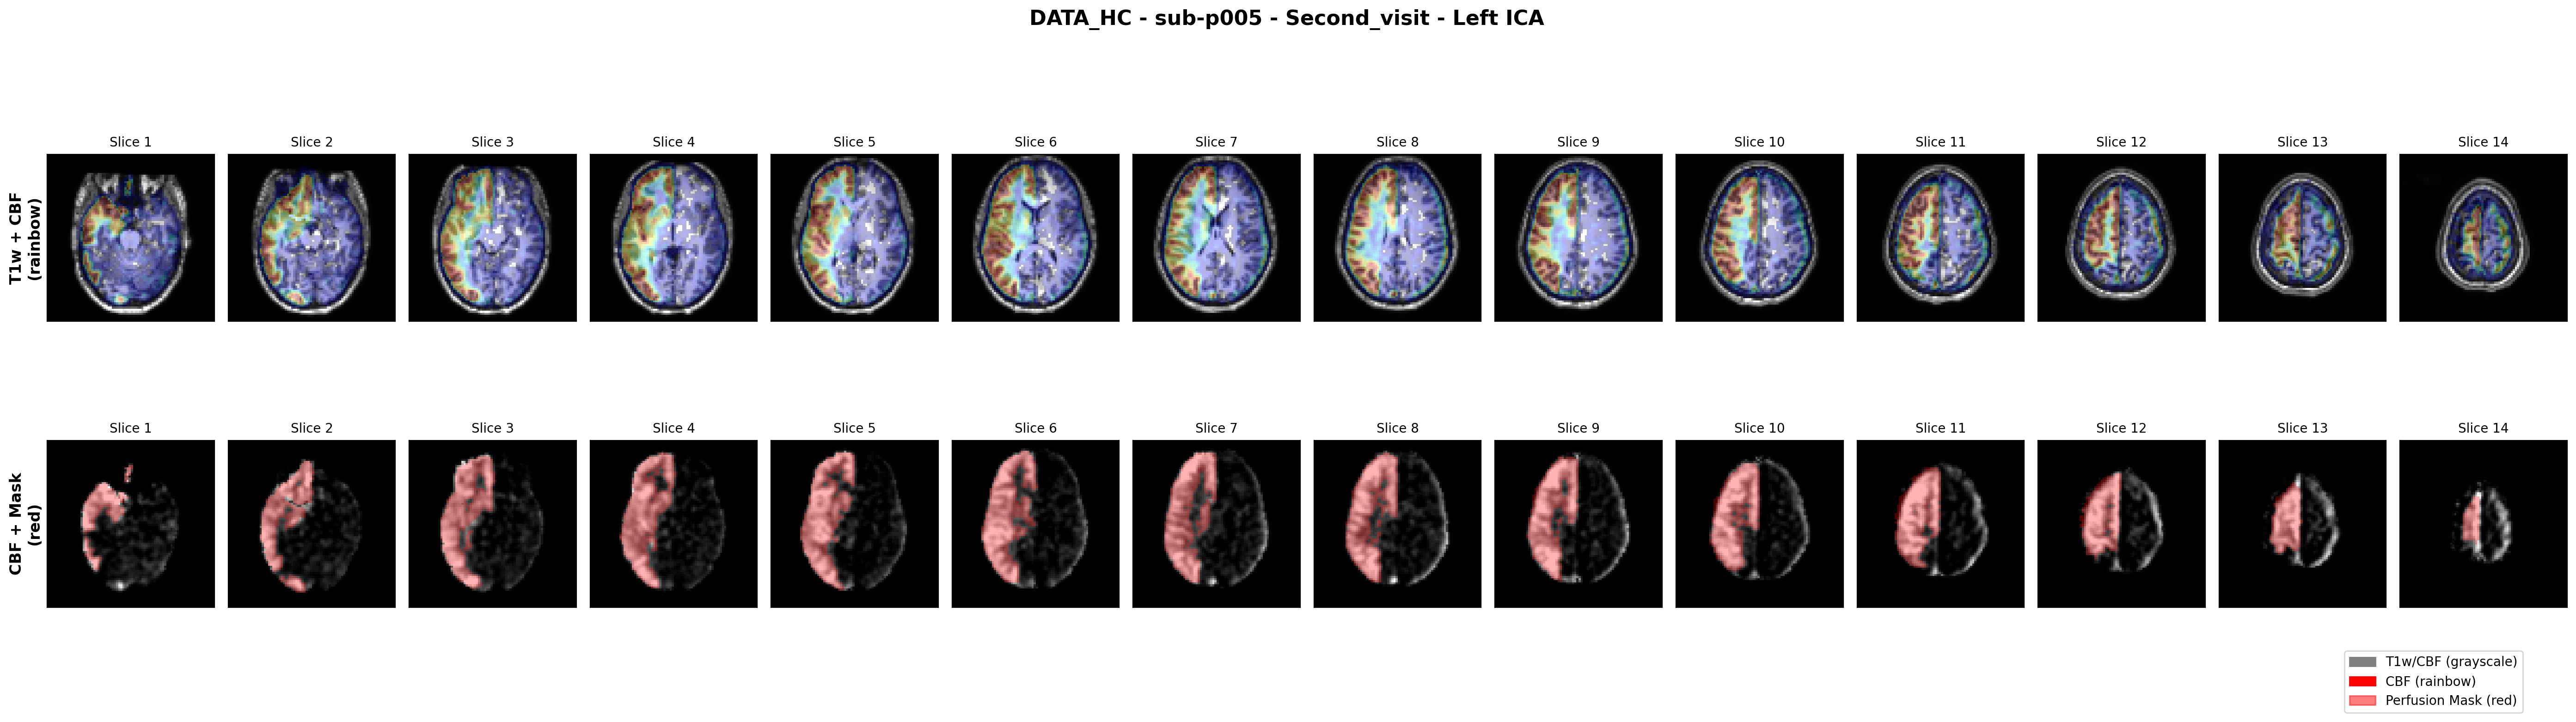 DATA_HC - sub-p005 - Second_visit - Left ICA
T1w + CBF
(rainbow)
Slice 1
Slice 2
Slice 3
Slice 4
Slice 5
Slice 6
Slice 7
Slice 8
Slice 9
Slice 10
Slice 11
Slice 12
Slice 13
Slice 14
CBF + Mask
(red)
Slice 1
Slice 2
Slice 3
Slice 4
Slice 5
Slice 6
Slice 7
Slice 8
Slice 9
Slice 10
Slice 11
Slice 12
Slice 13
Slice 14
T1w/CBF (grayscale)
CBF (rainbow)
Perfusion Mask (red)